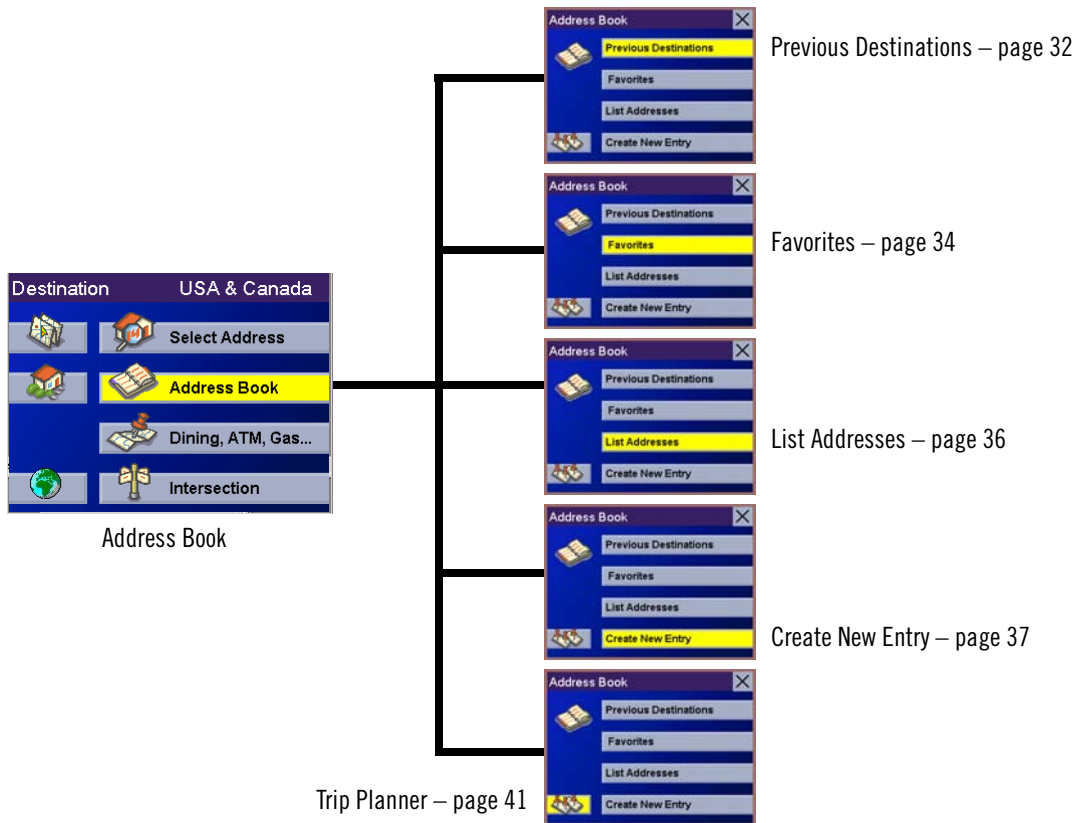 Address Book
Previous Destinations
Favorites
List Addresses
Create New Entry
Previous Destinations – page 32
Address Book
Previous Destinations
Favorites
List Addresses
Create New Entry
Favorites – page 34
Destination USA & Canada
Select Address
Address Book
Dining, ATM, Gas...
Intersection
Address Book
Address Book
Previous Destinations
Favorites
List Addresses
Create New Entry
List Addresses – page 36
Address Book
Previous Destinations
Favorites
List Addresses
Create New Entry
Create New Entry – page 37
Address Book
Previous Destinations
Favorites
List Addresses
Create New Entry
Trip Planner – page 41